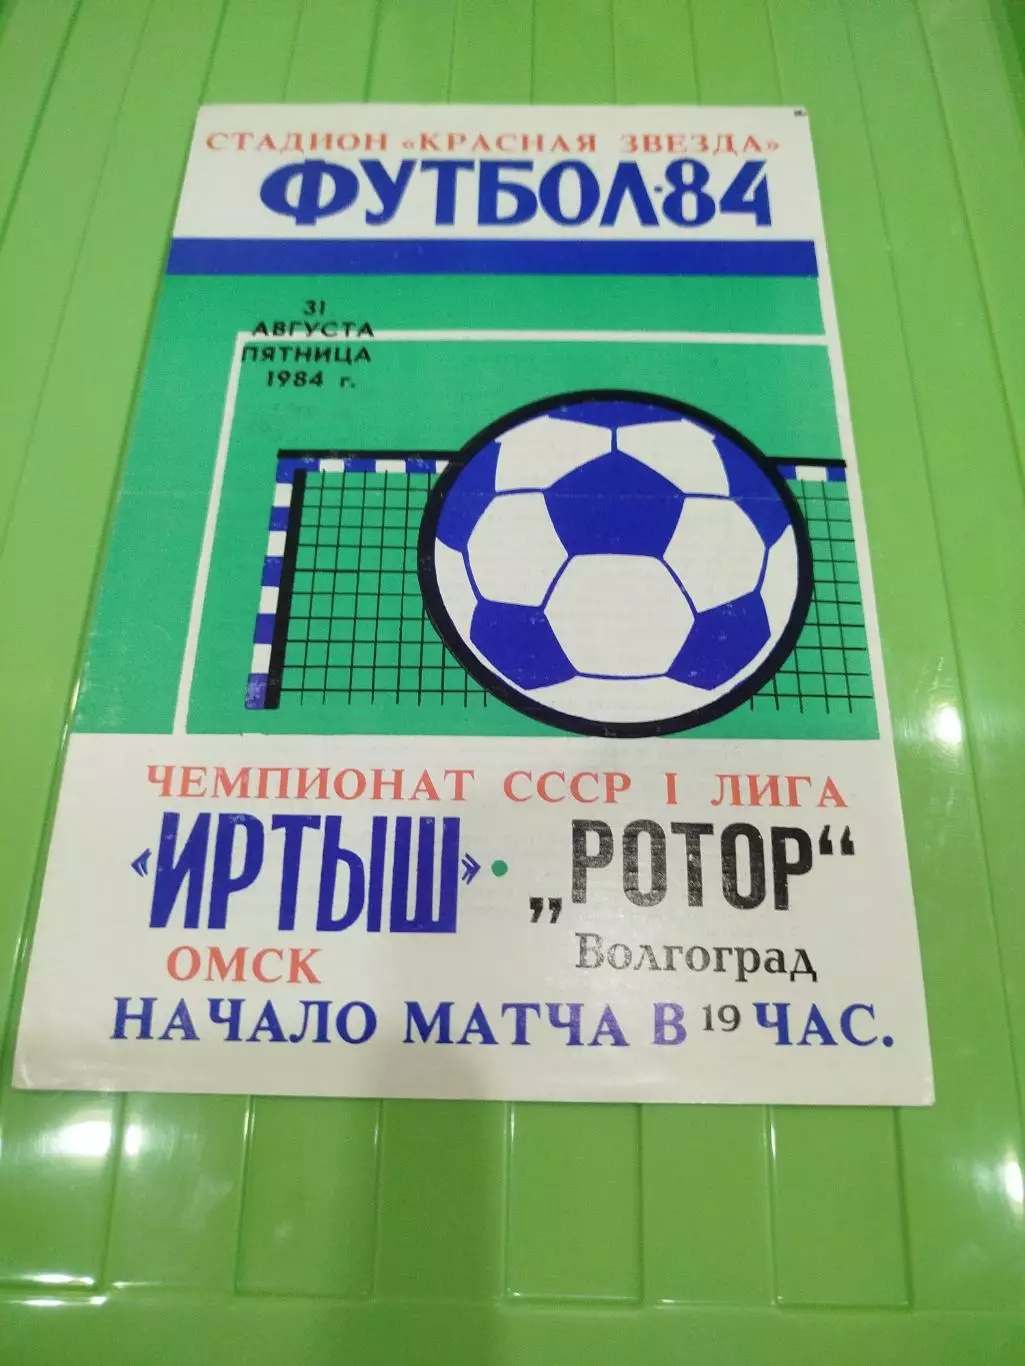 СТАДИОН «КРАСНАЯ ЗВЕЗДА»
ФУТБОЛ·84
31
АВГУСТА
ПЯТНИЦА
1984 г.
ЧЕМПИОНАТ СССР I ЛИГА
«ИРТЫШ» • „РОТОР“
ОМСК Волгоград
НАЧАЛО МАТЧА В 19 ЧАС.